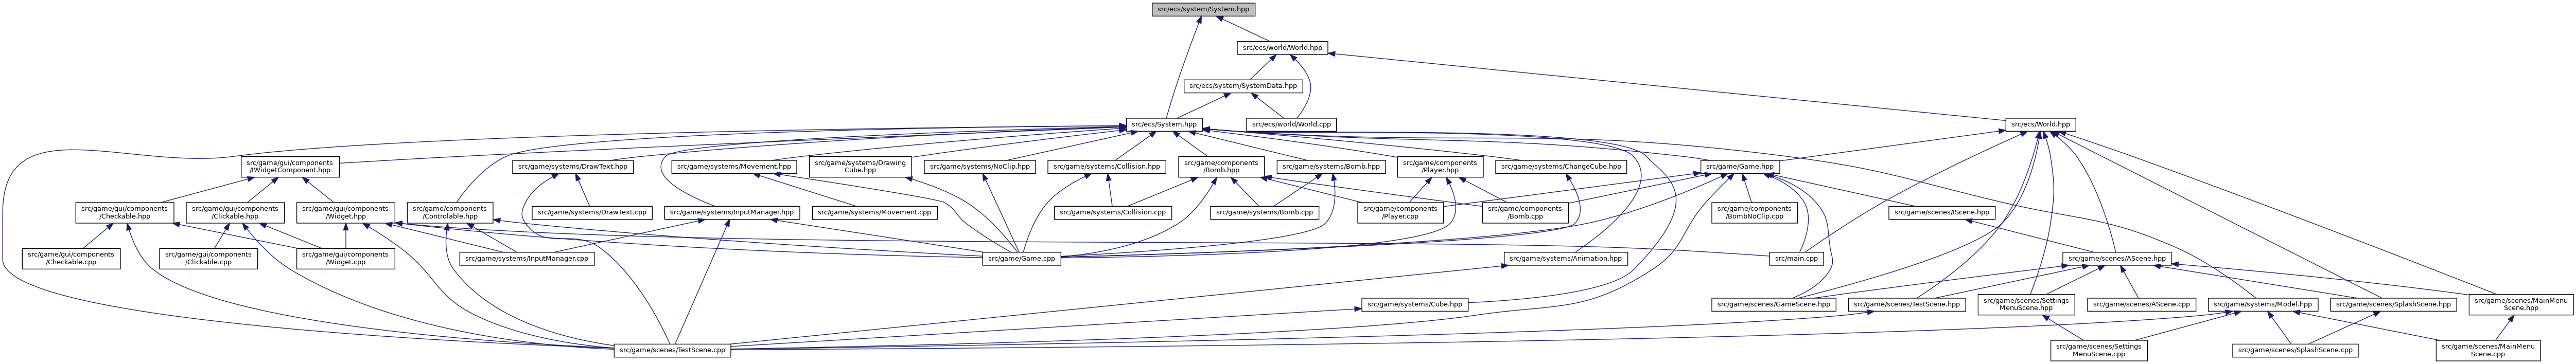 src/ecs/system/System.hpp
src/ecs/world/World.hpp
src/ecs/system/SystemData.hpp
src/ecs/System.hpp
src/ecs/world/World.cpp
src/ecs/World.hpp
src/game/gui/components
/IWidgetComponent.hpp
src/game/systems/DrawText.hpp
src/game/systems/Movement.hpp
src/game/systems/Drawing
Cube.hpp
src/game/systems/NoClip.hpp
src/game/systems/Collision.hpp
src/game/components
/Bomb.hpp
src/game/systems/Bomb.hpp
src/game/components
/Player.hpp
src/game/systems/ChangeCube.hpp
src/game/Game.hpp
src/game/gui/components
/Checkable.hpp
src/game/gui/components
/Clickable.hpp
src/game/gui/components
/Widget.hpp
src/game/components
/Controlable.hpp
src/game/systems/DrawText.cpp
src/game/systems/InputManager.hpp
src/game/systems/Movement.cpp
src/game/systems/Collision.cpp
src/game/systems/Bomb.cpp
src/game/components
/Player.cpp
src/game/components
/Bomb.cpp
src/game/components
/BombNoClip.cpp
src/game/scenes/IScene.hpp
src/game/gui/components
/Checkable.cpp
src/game/gui/components
/Clickable.cpp
src/game/gui/components
/Widget.cpp
src/game/systems/InputManager.cpp
src/game/Game.cpp
src/game/systems/Animation.hpp
src/main.cpp
src/game/scenes/AScene.hpp
src/game/systems/Cube.hpp
src/game/scenes/GameScene.hpp
src/game/scenes/TestScene.hpp
src/game/scenes/Settings
MenuScene.hpp
src/game/scenes/AScene.cpp
src/game/systems/Model.hpp
src/game/scenes/SplashScene.hpp
src/game/scenes/MainMenu
Scene.hpp
src/game/scenes/TestScene.cpp
src/game/scenes/Settings
MenuScene.cpp
src/game/scenes/SplashScene.cpp
src/game/scenes/MainMenu
Scene.cpp